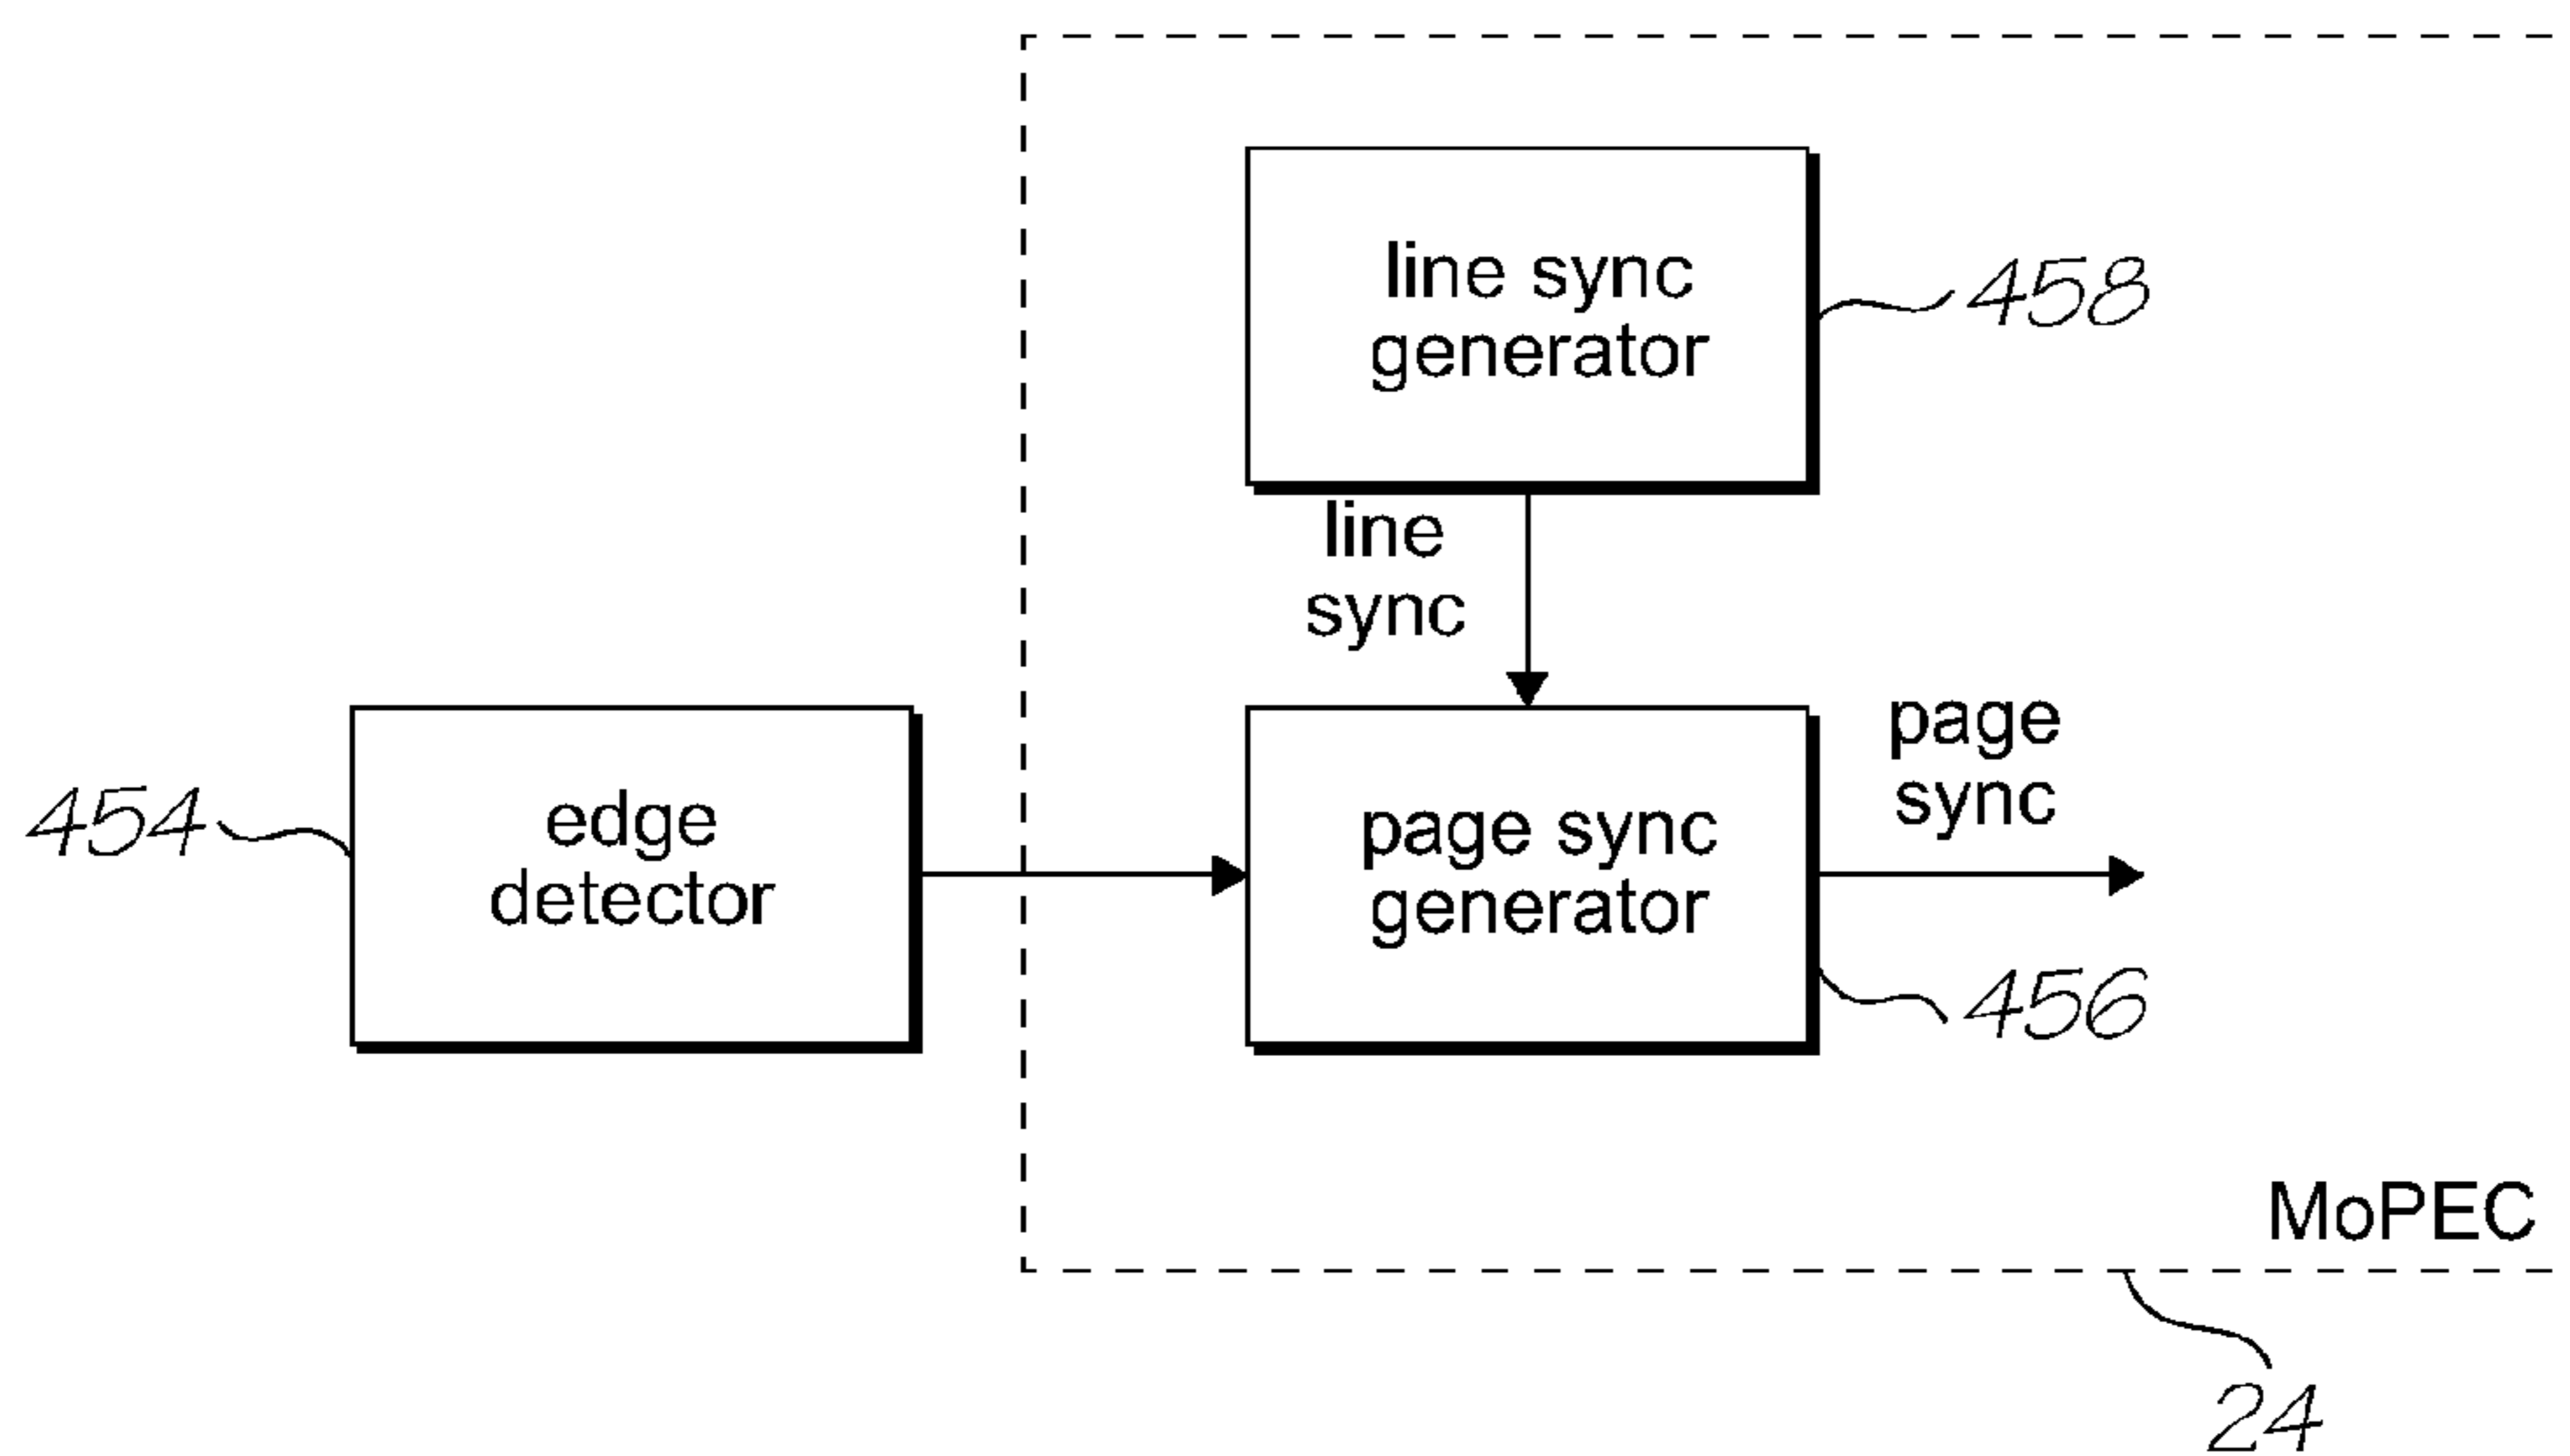 line sync
generator
458
line
sync
page
sync
454
edge
detector
page sync
generator
456
MoPEC
24